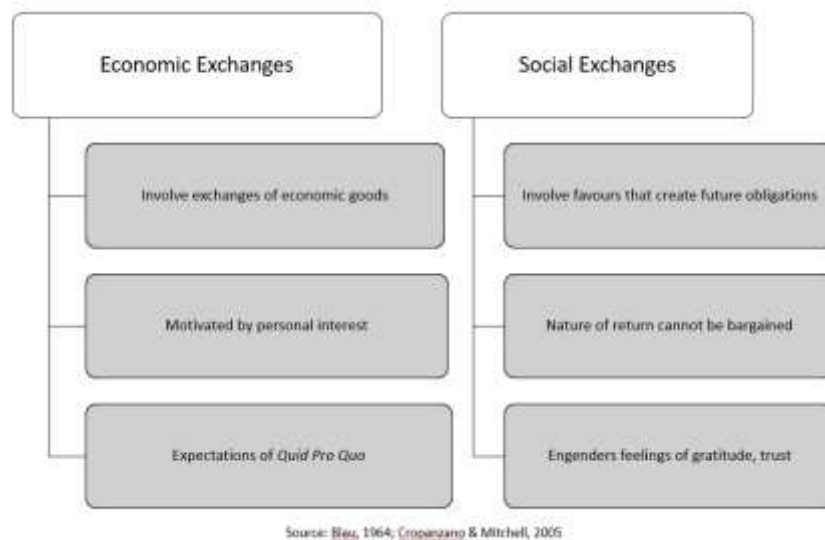 Economic Exchanges
Involve exchanges of economic goods
Motivated by personal interest
Expectations of Quid Pro Quo
Social Exchanges
Involve favours that create future obligations
Nature of return cannot be bargained
Engenders feelings of gratitude, trust
Source: Blau, 1964; Cropanzano & Mitchell, 2005